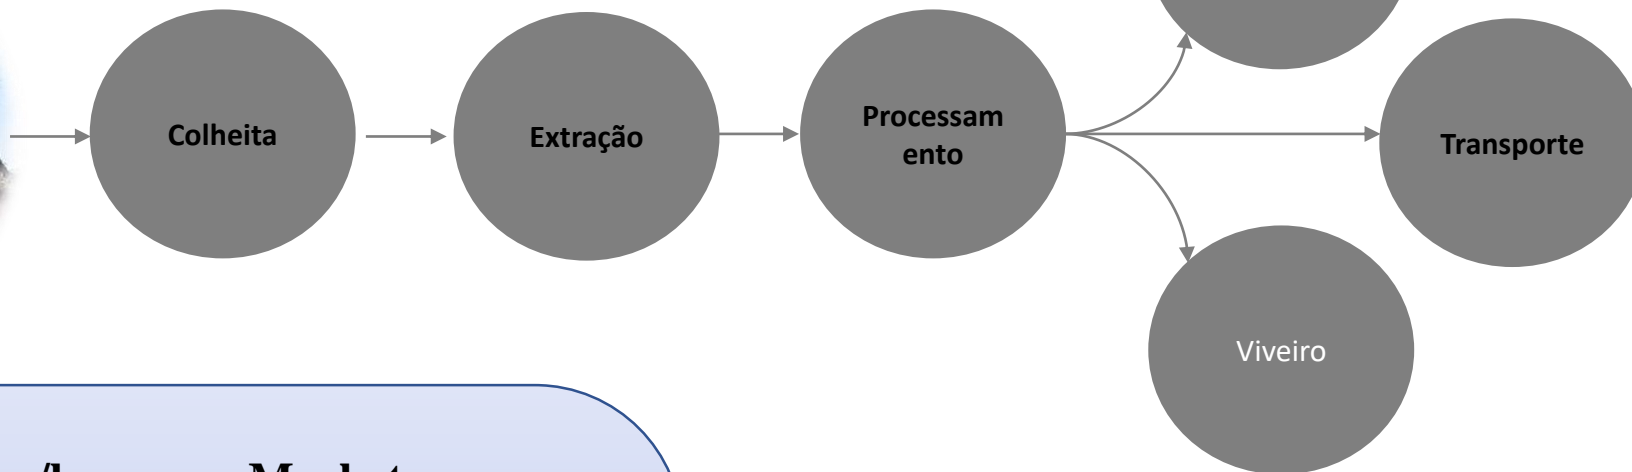 Colheita
Extração
Processam
ento
Transporte
Viveiro